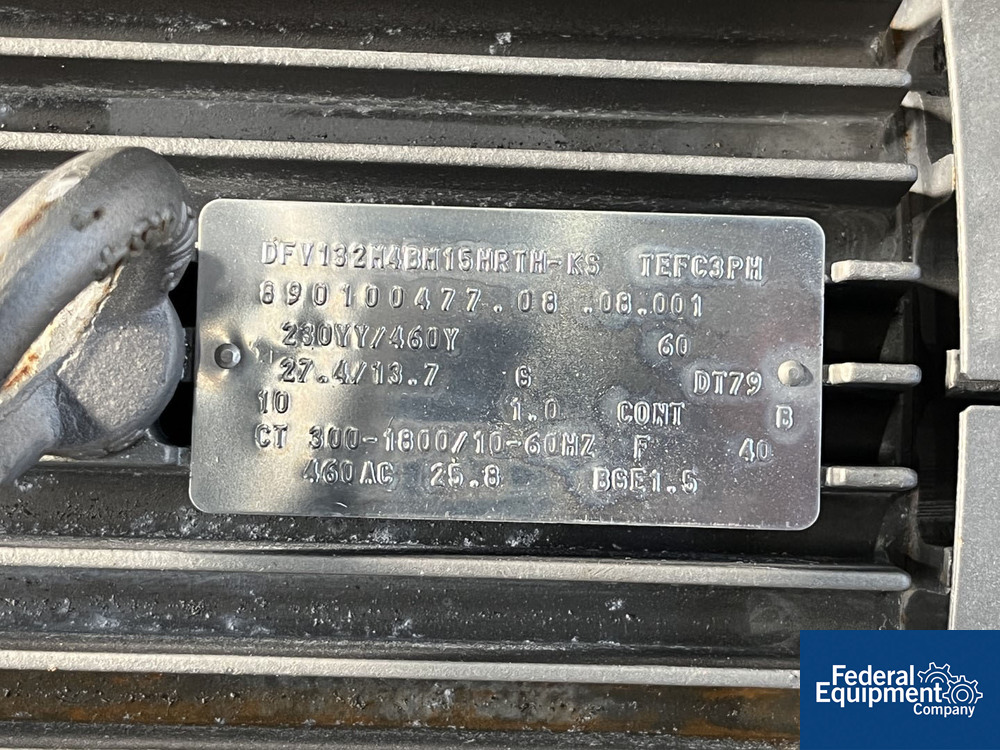 DFV132M4BM15HRTH-KS TEFC3PH
890100477.08 .08.001
230YY/460Y 60
27.4/13.7 G DT79
10 1.0 CONT B
CT 300-1800/10-60HZ F 40
460AC 25.8 BGE1.5
Federal
Equipment
Company